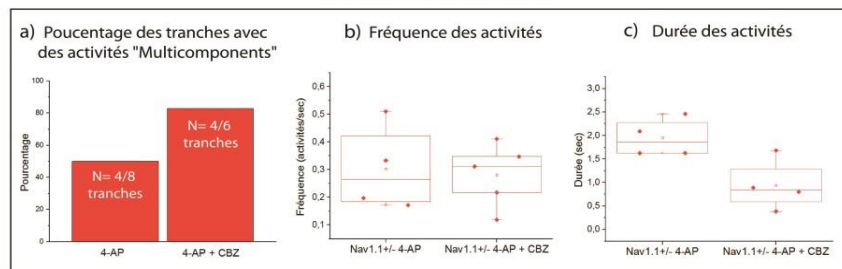 a) Poucentage des tranches avec
des activités "Multicomponents"
100
80
60
40
20
0
Pourcentage
N= 4/8
tranches
N= 4/6
tranches
4-AP
4-AP + CBZ
b) Fréquence des activités
0,6
0,5
0,4
0,3
0,2
0,1
Fréquence (activités/sec)
Nav1.1+/- 4-AP
Nav1.1+/- 4-AP + CBZ
c) Durée des activités
3,0
2,5
2,0
1,5
1,0
0,5
0,0
Durée (sec)
Nav1.1+/- 4-AP
Nav1.1+/- 4-AP + CBZ